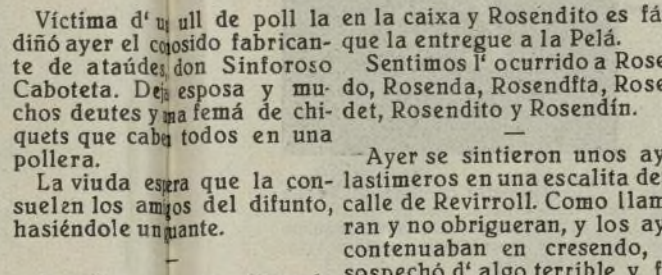 Víctima d' un ull de poll la
diñó ayer el conosido fabrican-
te de ataúdes don Sinforoso
Caboteta. Deja esposa y mu-
chos deutes y una femá de chi-
quets que caben todos en una
pollera.
La viuda espera que la con-
suelen los amigos del difunto,
hasiéndole un guante.
en la caixa y Rosendito es fá
que la entregue a la Pelá.
Sentimos l' ocurrido a Rose
do, Rosenda, Rosendfta, Rose
det, Rosendito y Rosendín.
Ayer se sintieron unos ay
lastimeros en una escalita de
calle de Revirroll. Como llam
ran y no obrigueran, y los ay
contenuaban en cresendo,
sospechó d' algo terrible y f